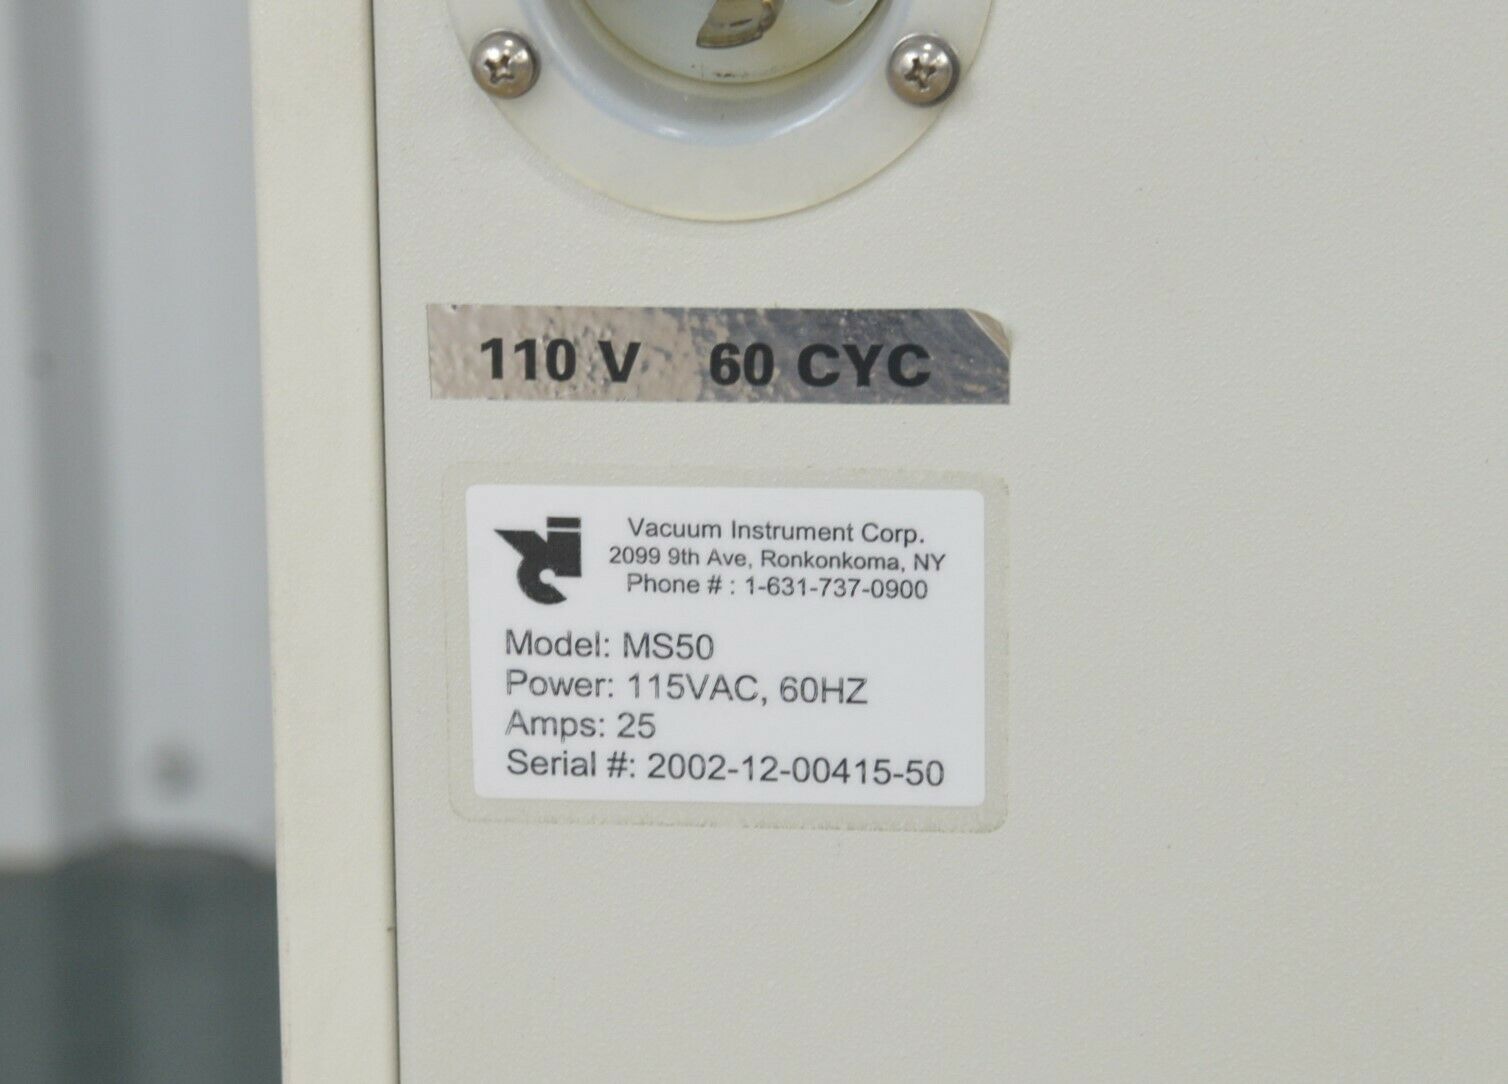 110 V 60 CYC
Vacuum Instrument Corp.
2099 9th Ave, Ronkonkoma, NY
Phone # : 1-631-737-0900
Model: MS50
Power: 115VAC, 60HZ
Amps: 25
Serial #: 2002-12-00415-50